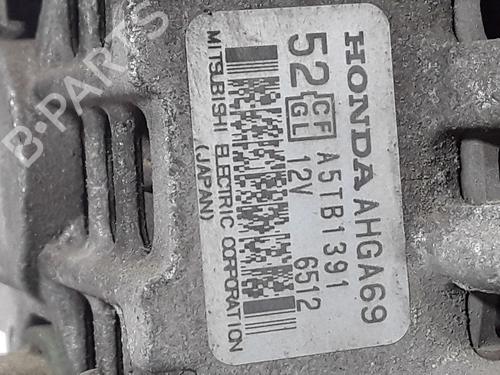 HONDA AHGA69
52 CF GL A5TB1391
12V 6512
MITSUBISHI ELECTRIC CORPORATION
(JAPAN)
B-PARTS